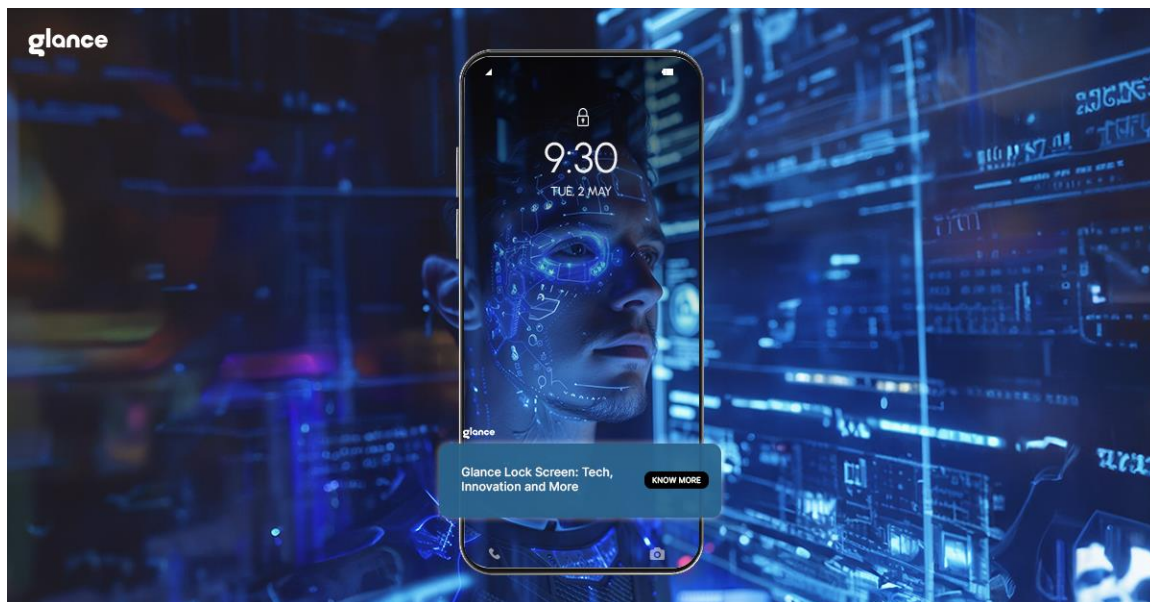 glance
9:30
TUE. 2 MAY
glance
Glance Lock Screen: Tech,
Innovation and More
KNOW MORE